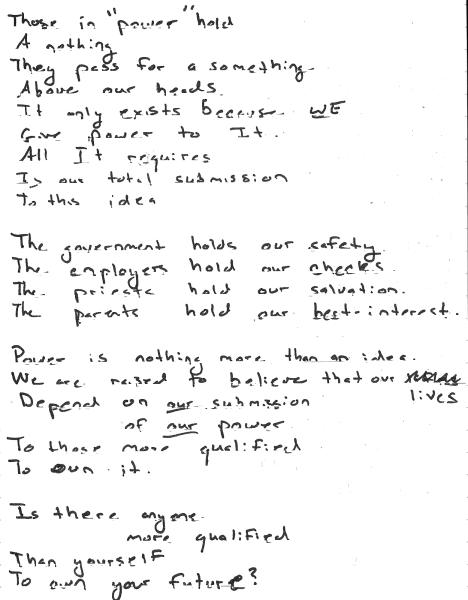 Those in "power" hold
A nothing
They pass for a something
Above our heads.
It only exists because WE
Give power to It.
All It requires
Is our total submission
To this idea
The government holds our safety
The employers hold our checks.
The priests hold our salvation.
The parents hold our best-interest.
Power is nothing more than an idea.
We are raised to believe that our lives
Depend on our submission
of our power
To those more qualified
To own it.
Is there anyone
more qualified
Than yourself
To own your future?